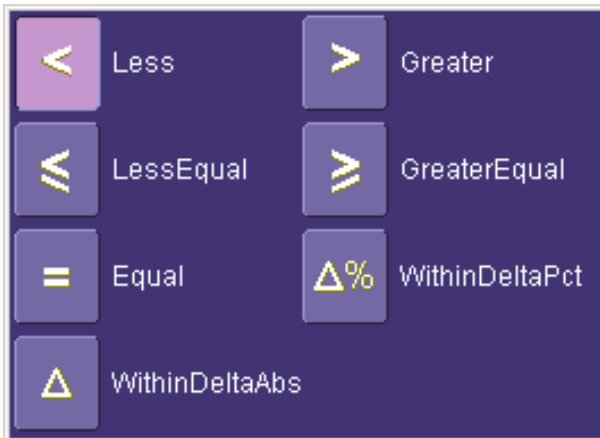 < Less > Greater
≤ LessEqual ≥ GreaterEqual
= Equal Δ% WithinDeltaPct
Δ WithinDeltaAbs